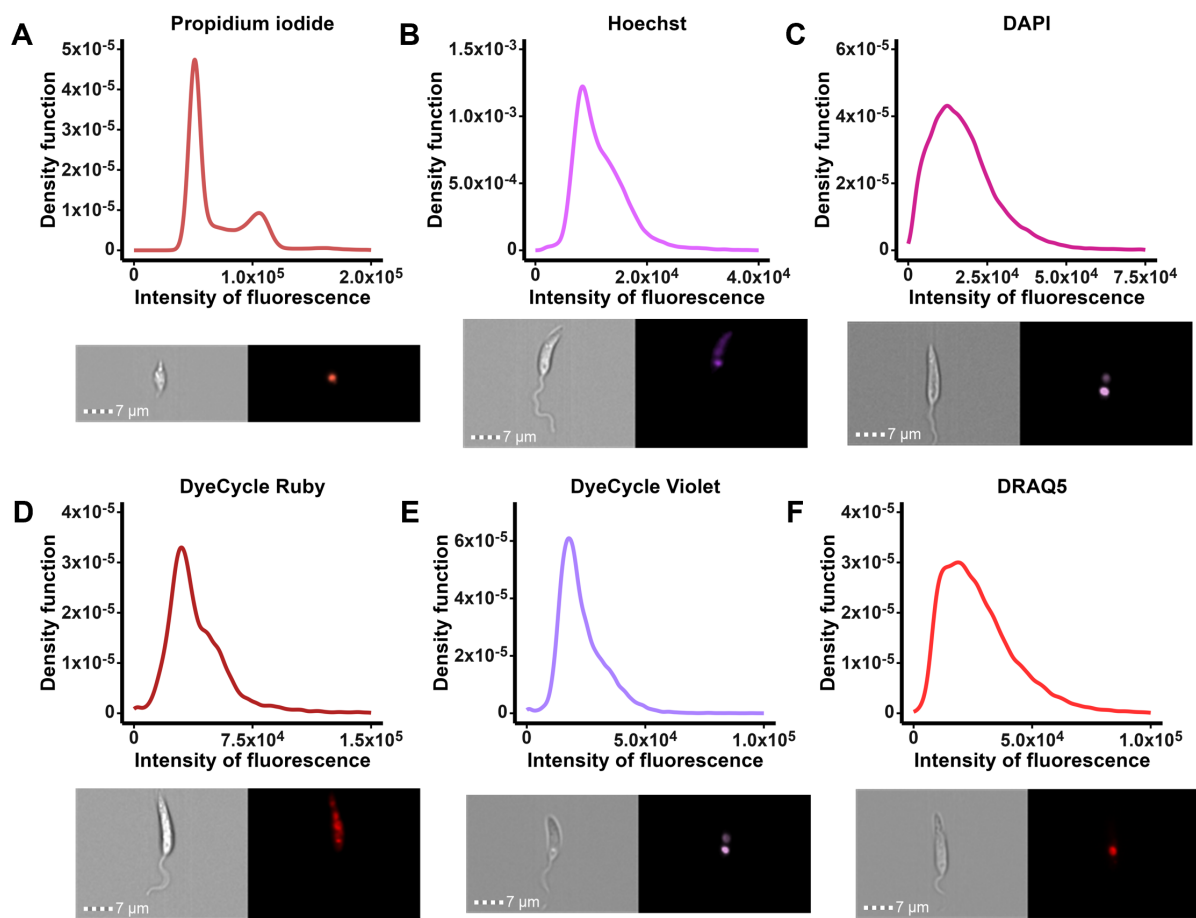 A
Propidium iodide
Density function
5x10⁻⁵
4x10⁻⁵
3x10⁻⁵
2x10⁻⁵
1x10⁻⁵
0
0
1.0x10⁵
2.0x10⁵
Intensity of fluorescence
7 µm
B
Hoechst
Density function
1.5x10⁻³
1.0x10⁻³
5.0x10⁻⁴
0
0
2.0x10⁴
4.0x10⁴
Intensity of fluorescence
7 µm
C
DAPI
Density function
6x10⁻⁵
4x10⁻⁵
2x10⁻⁵
0
0
2.5x10⁴
5.0x10⁴
7.5x10⁴
Intensity of fluorescence
7 µm
D
DyeCycle Ruby
Density function
4x10⁻⁵
3x10⁻⁵
2x10⁻⁵
1x10⁻⁵
0
0
7.5x10⁴
1.5x10⁵
Intensity of fluorescence
7 µm
E
DyeCycle Violet
Density function
6x10⁻⁵
4x10⁻⁵
2x10⁻⁵
0
0
5.0x10⁴
1.0x10⁵
Intensity of fluorescence
7 µm
F
DRAQ5
Density function
4x10⁻⁵
3x10⁻⁵
2x10⁻⁵
1x10⁻⁵
0
0
5.0x10⁴
1.0x10⁵
Intensity of fluorescence
7 µm